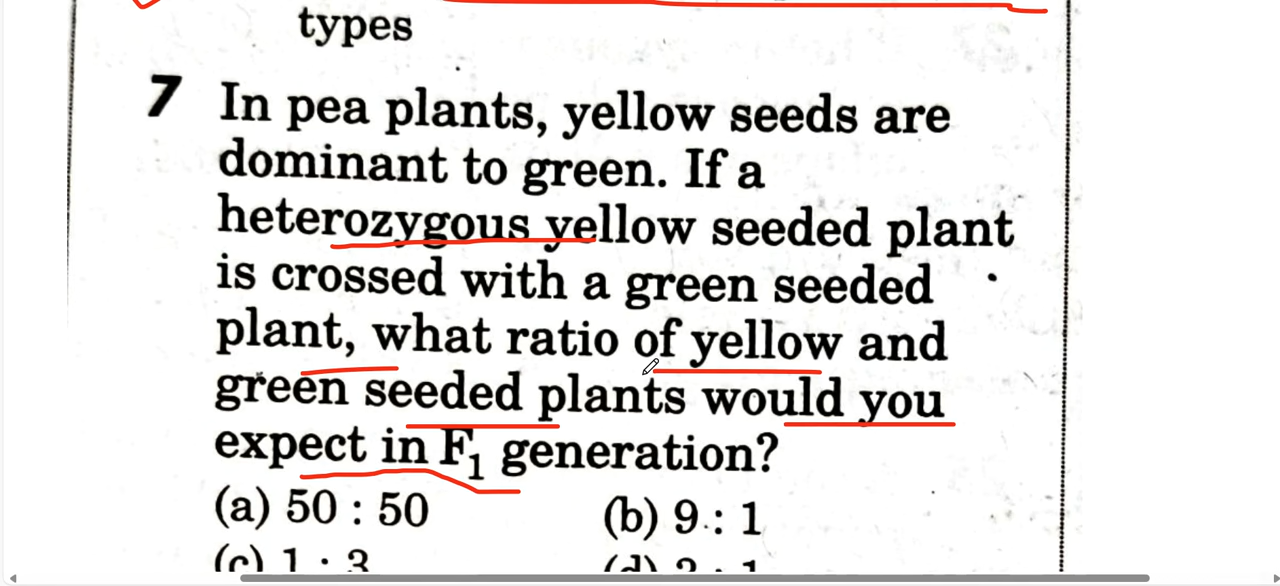 types
7 In pea plants, yellow seeds are
dominant to green. If a
heterozygous yellow seeded plant
is crossed with a green seeded
plant, what ratio of yellow and
green seeded plants would you
expect in F₁ generation?
(a) 50 : 50 (b) 9 : 1
(c) 1 : 3 (d)